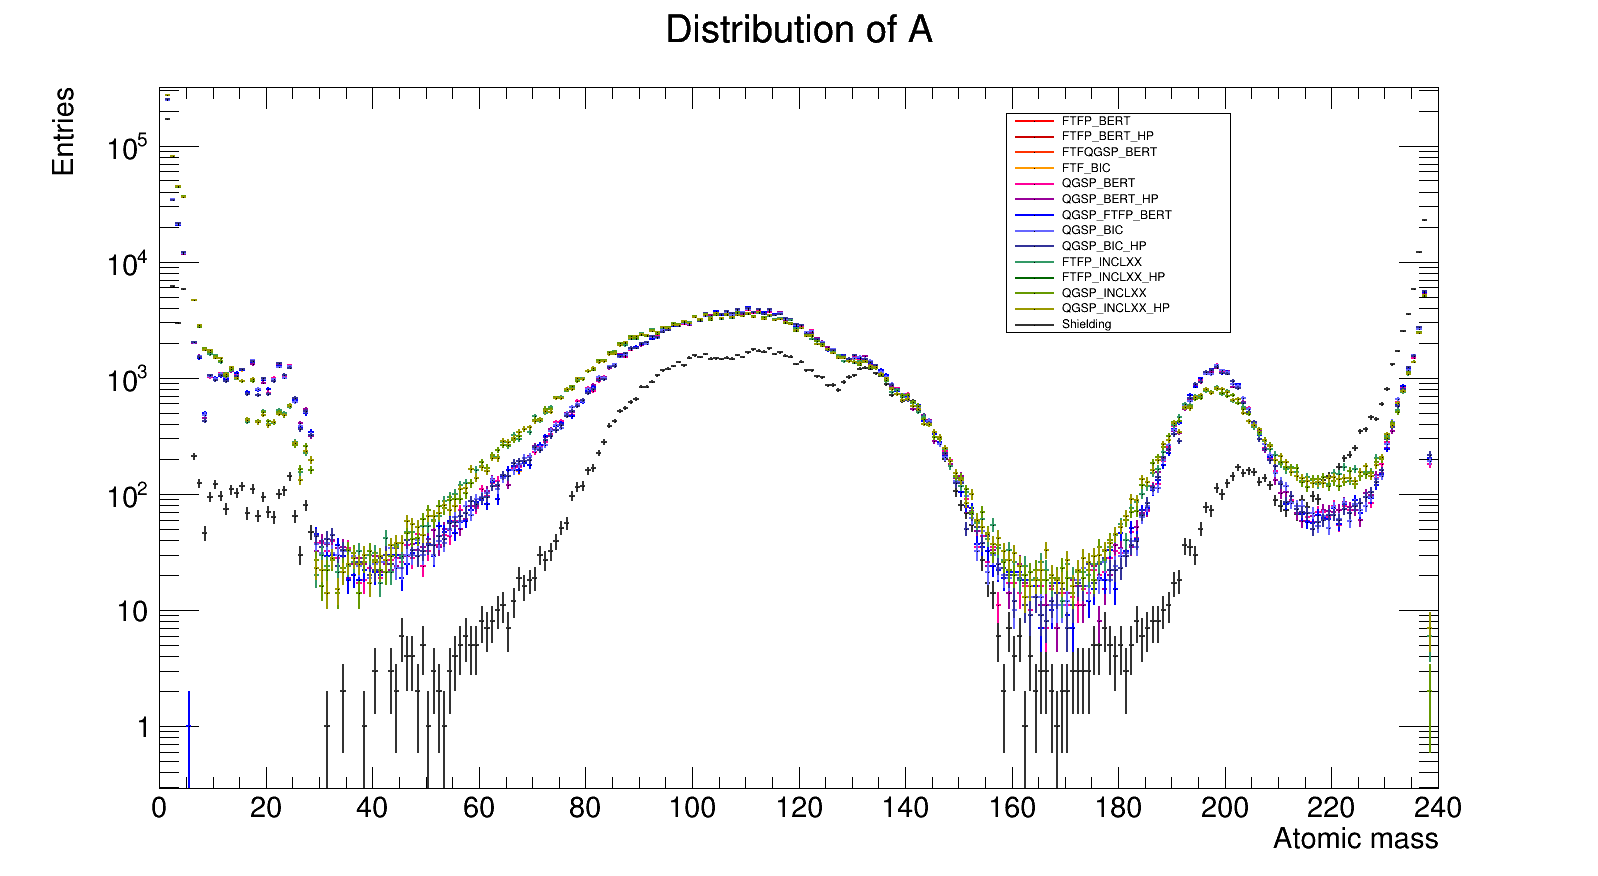 Distribution of A
Entries
10^5
10^4
10^3
10^2
10
1
FTFP_BERT
FTFP_BERT_HP
FTFQGSP_BERT
FTF_BIC
QGSP_BERT
QGSP_BERT_HP
QGSP_FTFP_BERT
QGSP_BIC
QGSP_BIC_HP
FTFP_INCLXX
FTFP_INCLXX_HP
QGSP_INCLXX
QGSP_INCLXX_HP
Shielding
0 20 40 60 80 100 120 140 160 180 200 220 240
Atomic mass